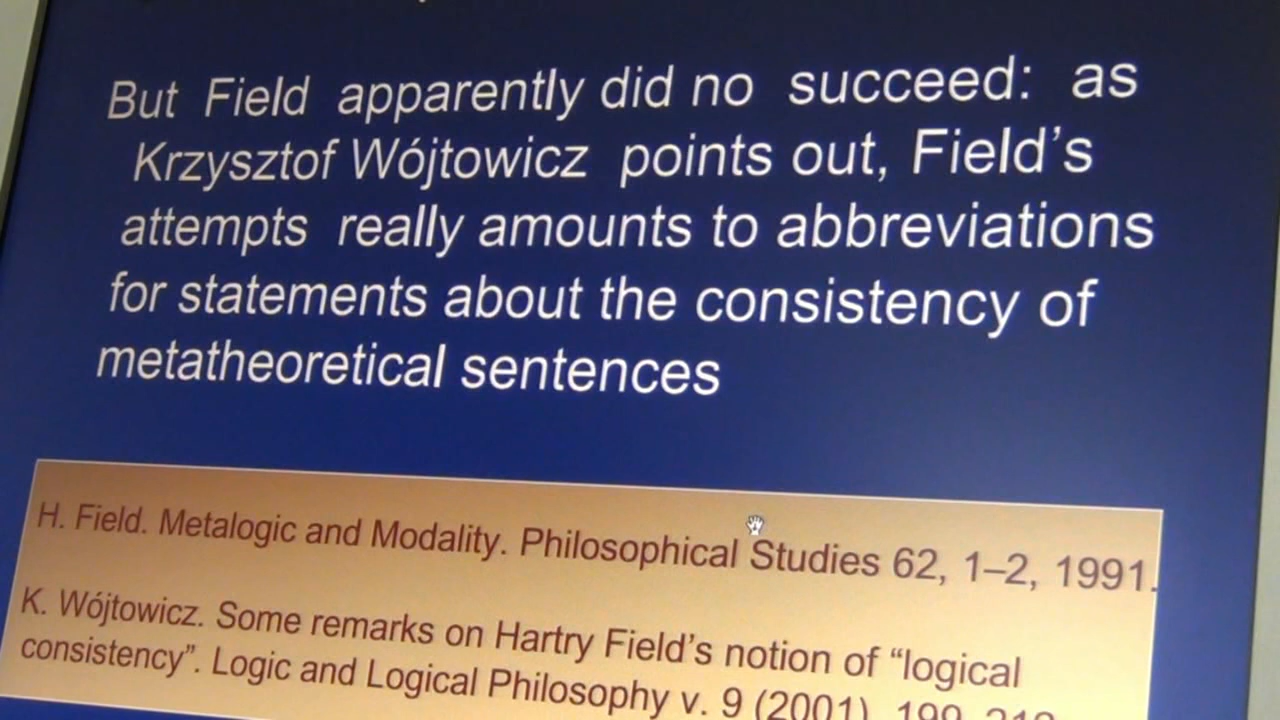 But Field apparently did no succeed: as
Krzysztof Wójtowicz points out, Field’s
attempts really amounts to abbreviations
for statements about the consistency of
metatheoretical sentences
H. Field. Metalogic and Modality. Philosophical Studies 62, 1–2, 1991.
K. Wójtowicz. Some remarks on Hartry Field’s notion of “logical
consistency”. Logic and Logical Philosophy v. 9 (2001)